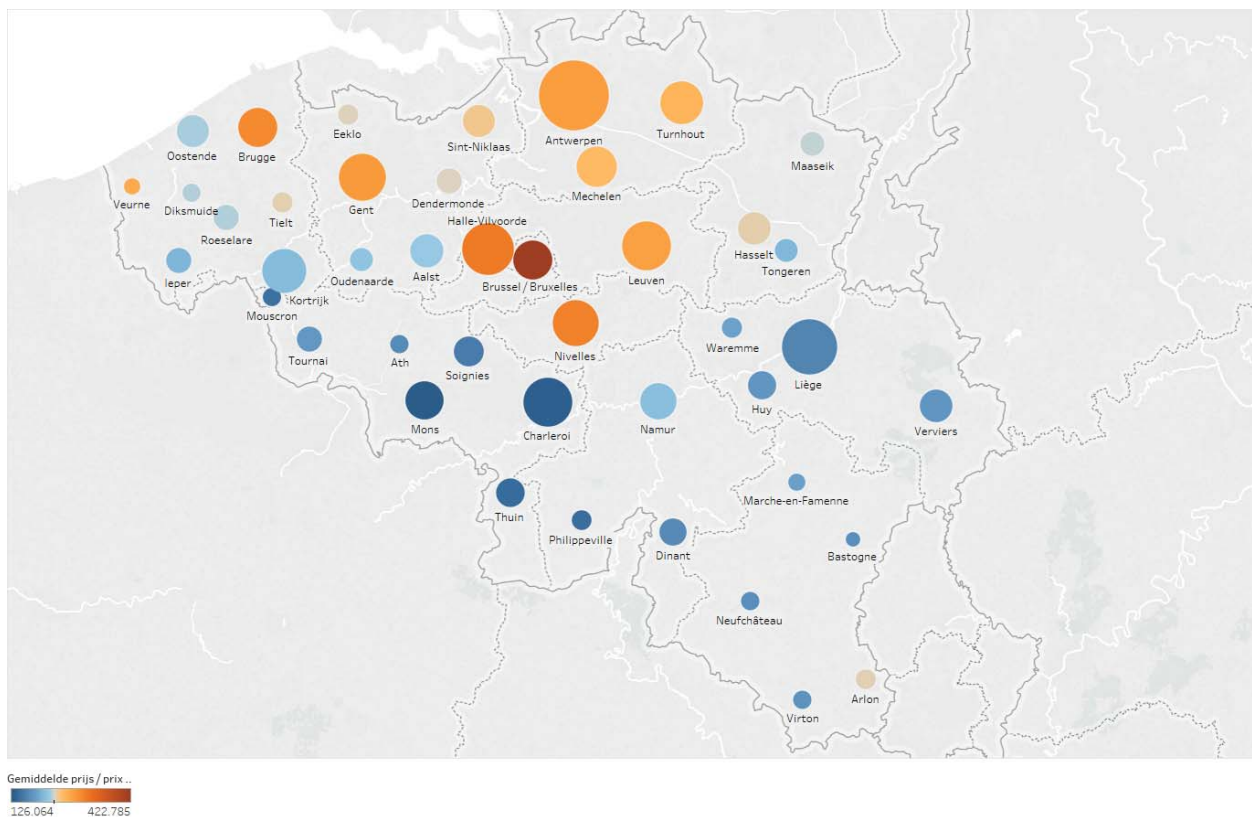 Eeklo
Antwerpen
Turnhout
Sint-Niklaas
Oostende
Brugge
Maaseik
Mechelen
Veurne
Diksmuide
Tielt
Gent
Dendermonde
Roeselare
Halle-Vilvoorde
Hasselt
Tongeren
Ieper
Oudenaarde
Aalst
Brussel / Bruxelles
Leuven
Kortrijk
Mouscron
Tournai
Ath
Soignies
Nivelles
Waremme
Liège
Huy
Mons
Charleroi
Namur
Verviers
Marche-en-Famenne
Thuin
Philippeville
Dinant
Bastogne
Neufchâteau
Arlon
Virton
Gemiddelde prijs / prix ..
126.064 422.785